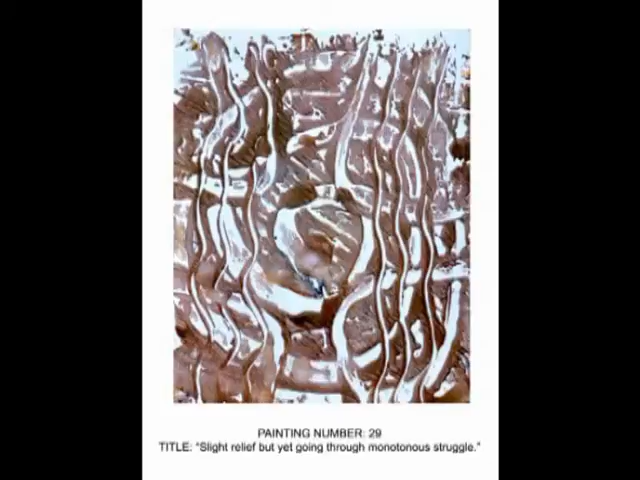 PAINTING NUMBER: 29
TITLE: "Slight relief but yet going through monotonous struggle."